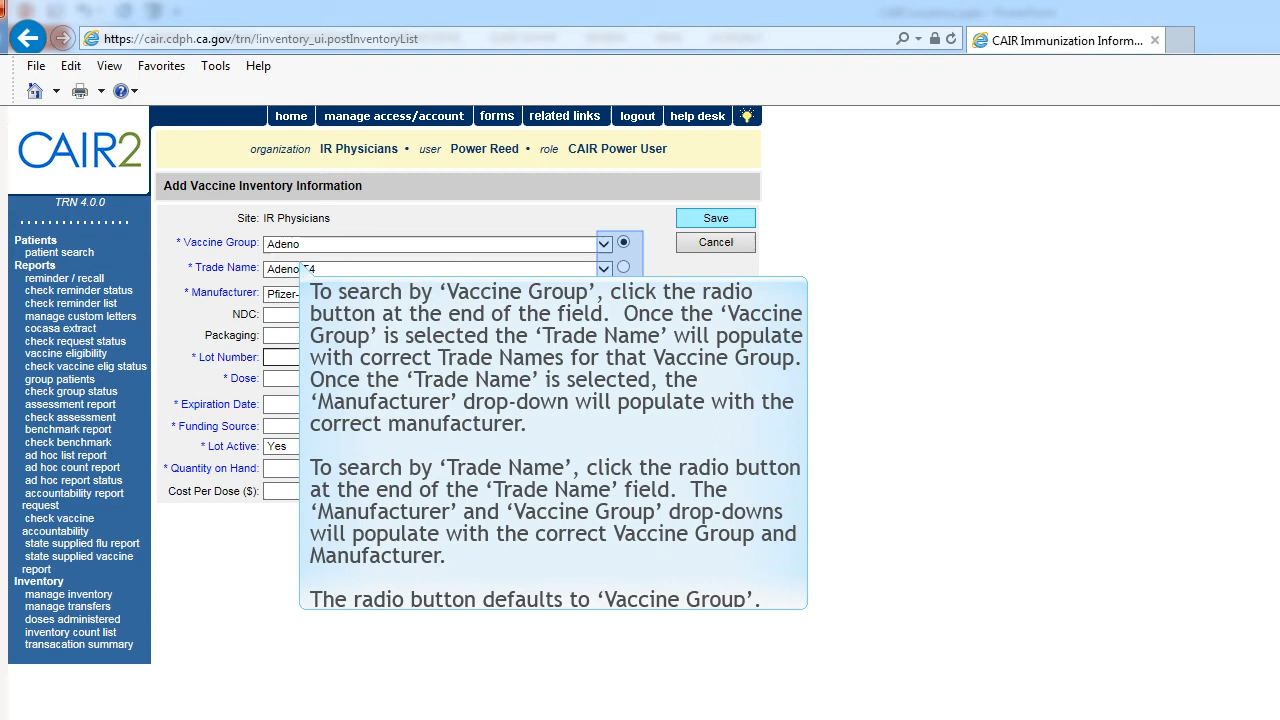 https://cair.cdph.ca.gov/trn/!inventory_ui.postInventoryList
CAIR Immunization Inform...
File Edit View Favorites Tools Help
home manage access/account forms related links logout help desk
CAIR2
organization IR Physicians • user Power Reed • role CAIR Power User
Add Vaccine Inventory Information
TRN 4.0.0
Site: IR Physicians
Save
* Vaccine Group: Adeno
Cancel
* Trade Name: Adeno T4
* Manufacturer: Pfizer-
NDC:
Packaging:
* Lot Number:
* Dose:
* Expiration Date:
* Funding Source:
* Lot Active: Yes
* Quantity on Hand:
Cost Per Dose ($):
To search by ‘Vaccine Group’, click the radio
button at the end of the field. Once the ‘Vaccine
Group’ is selected the ‘Trade Name’ will populate
with correct Trade Names for that Vaccine Group.
Once the ‘Trade Name’ is selected, the
‘Manufacturer’ drop-down will populate with the
correct manufacturer.
To search by ‘Trade Name’, click the radio button
at the end of the ‘Trade Name’ field. The
‘Manufacturer’ and ‘Vaccine Group’ drop-downs
will populate with the correct Vaccine Group and
Manufacturer.
The radio button defaults to ‘Vaccine Group’.
Patients
patient search
Reports
reminder / recall
check reminder status
check reminder list
manage custom letters
cocasa extract
check request status
vaccine eligibility
check vaccine elig status
group patients
check group status
assessment report
check assessment
benchmark report
check benchmark
ad hoc list report
ad hoc count report
ad hoc report status
accountability report
request
check vaccine
accountability
state supplied flu report
state supplied vaccine
report
Inventory
manage inventory
manage transfers
doses administered
inventory count list
transacation summary